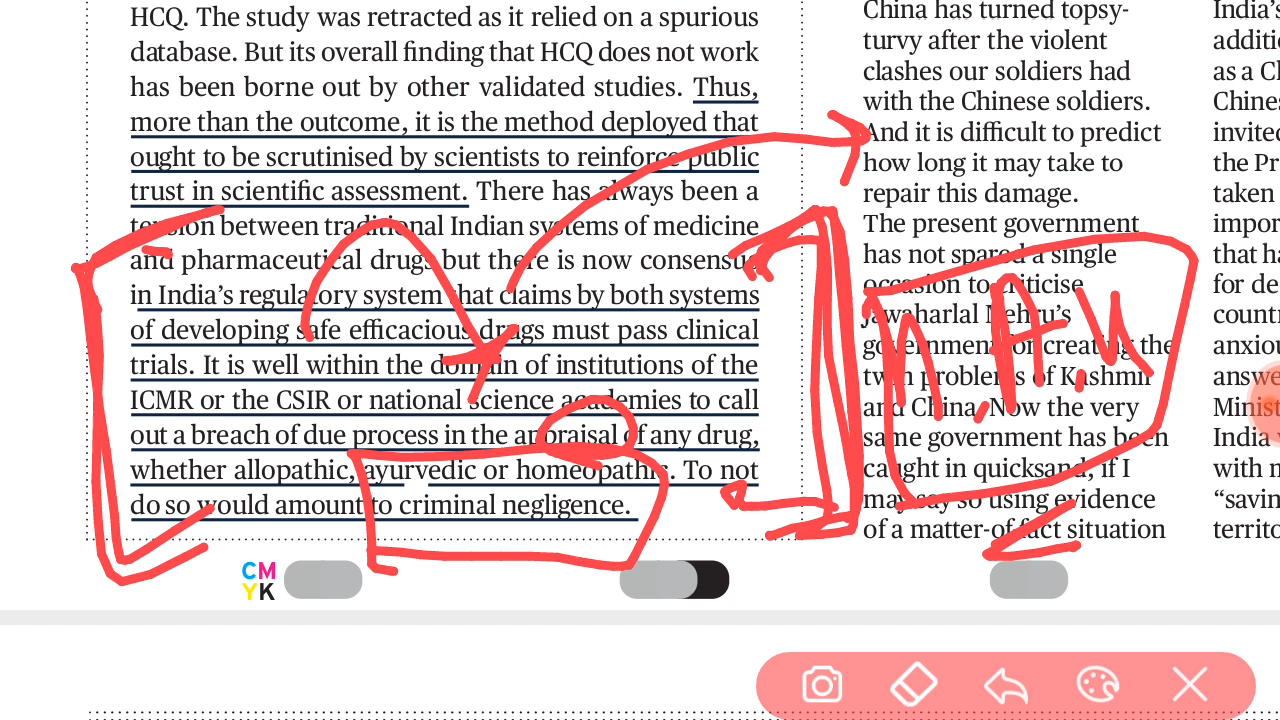 HCQ. The study was retracted as it relied on a spurious
database. But its overall finding that HCQ does not work
has been borne out by other validated studies. Thus,
more than the outcome, it is the method deployed that
ought to be scrutinised by scientists to reinforce public
trust in scientific assessment. There has always been a
tension between traditional Indian systems of medicine
and pharmaceutical drugs but there is now consensus
in India's regulatory system that claims by both systems
of developing safe efficacious drugs must pass clinical
trials. It is well within the domain of institutions of the
ICMR or the CSIR or national science academies to call
out a breach of due process in the appraisal of any drug,
whether allopathic, ayurvedic or homeopathic. To not
do so would amount to criminal negligence.
CM
YK
China has turned topsy-
turvy after the violent
clashes our soldiers had
with the Chinese soldiers.
And it is difficult to predict
how long it may take to
repair this damage.
The present government
has not spared a single
occasion to criticise
Jawaharlal Nehru's
government for creating the
twin problems of Kashmir
and China. Now the very
same government has been
caught in quicksand, if I
may say so using evidence
of a matter-of fact situation
India's
as a Ch
invited
the Pr
taken
that ha
for de
India
with m
"savin